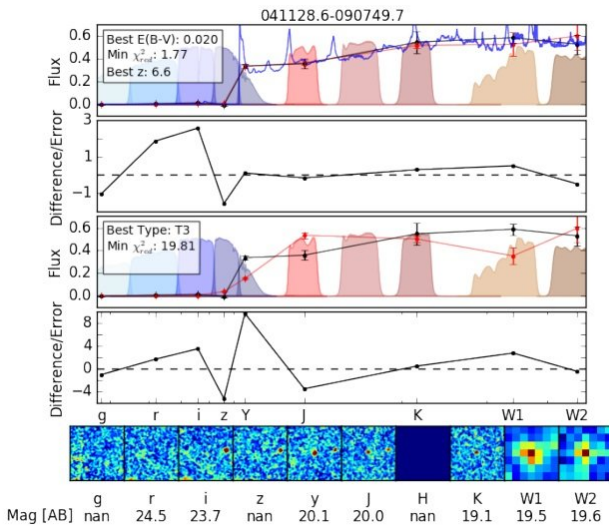 041128.6-090749.7
0.6
Best E(B-V): 0.020
Min χ²red: 1.77
Best z: 6.6
0.4
0.2
0.0
Flux
3
1
−1
Difference/Error
0.6
Best Type: T3
Min χ²red: 19.81
0.4
0.2
0.0
Flux
8
4
0
−4
Difference/Error
g r i z Y J K W1 W2
g r i z y J H K W1 W2
Mag [AB] nan 24.5 23.7 nan 20.1 20.0 nan 19.1 19.5 19.6